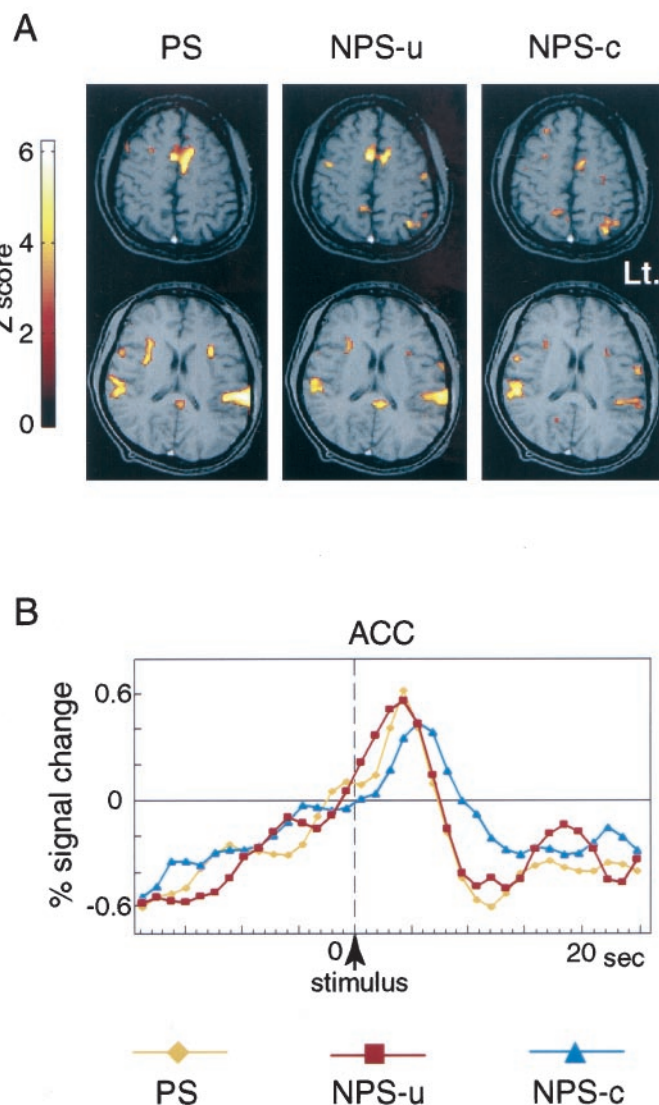 A
PS NPS-u NPS-c
6
4
2
0
Z score
Lt.
B
ACC
% signal change
0.6
0
-0.6
0 20 sec
stimulus
PS NPS-u NPS-c